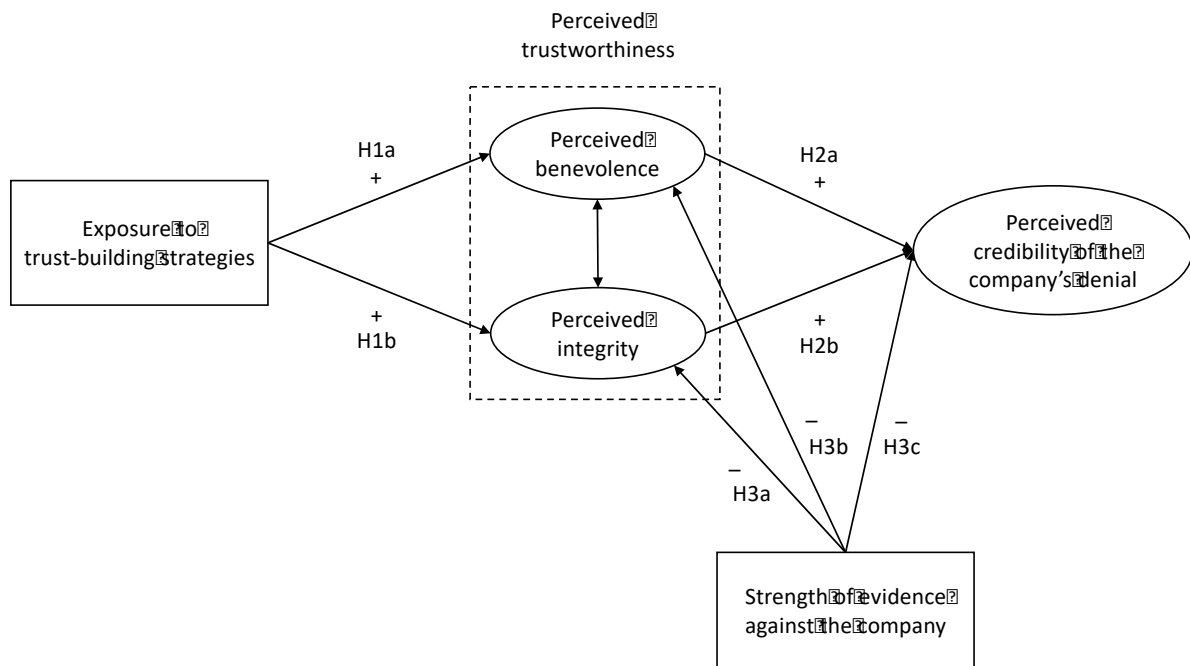 Perceived
trustworthiness
Perceived
benevolence
H1a
+
H2a
+
Exposure to
trust-building strategies
Perceived
credibility of the
company's denial
+
H1b
Perceived
integrity
+
H2b
–
H3a
–
H3b
–
H3c
Strength of evidence
against the company